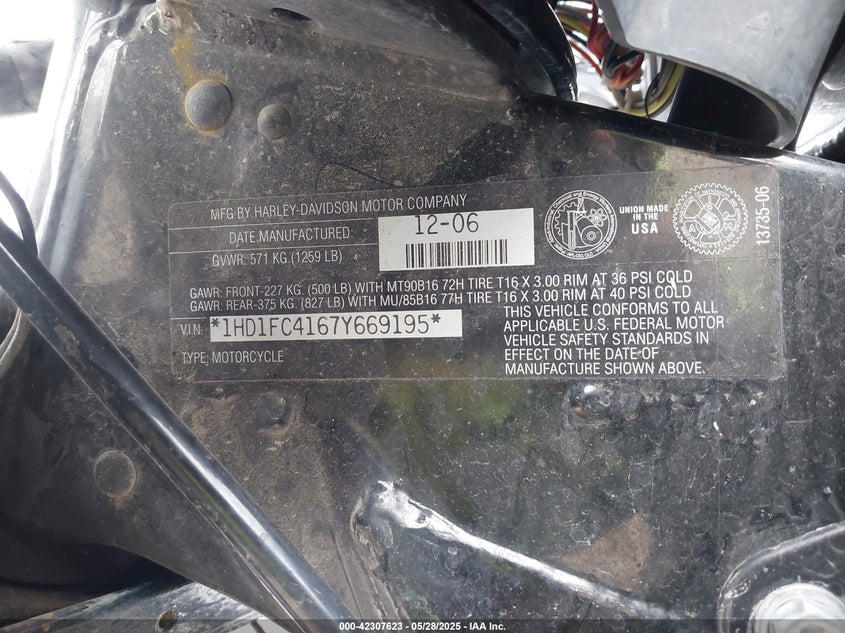 MFG BY HARLEY-DAVIDSON MOTOR COMPANY
DATE MANUFACTURED: 12-06
GVWR: 571 KG. (1259 LB)
UNION MADE
IN THE
USA
13735-06
GAWR: FRONT-227 KG. (500 LB) WITH MT90B16 72H TIRE T16 X 3.00 RIM AT 36 PSI COLD
GAWR: REAR-375 KG. (827 LB) WITH MU/85B16 77H TIRE T16 X 3.00 RIM AT 40 PSI COLD
V.I.N: *1HD1FC4167Y669195*
TYPE: MOTORCYCLE
THIS VEHICLE CONFORMS TO ALL
APPLICABLE U.S. FEDERAL MOTOR
VEHICLE SAFETY STANDARDS IN
EFFECT ON THE DATE OF
MANUFACTURE SHOWN ABOVE.
000-42307623 - 05/28/2025 - IAA Inc.